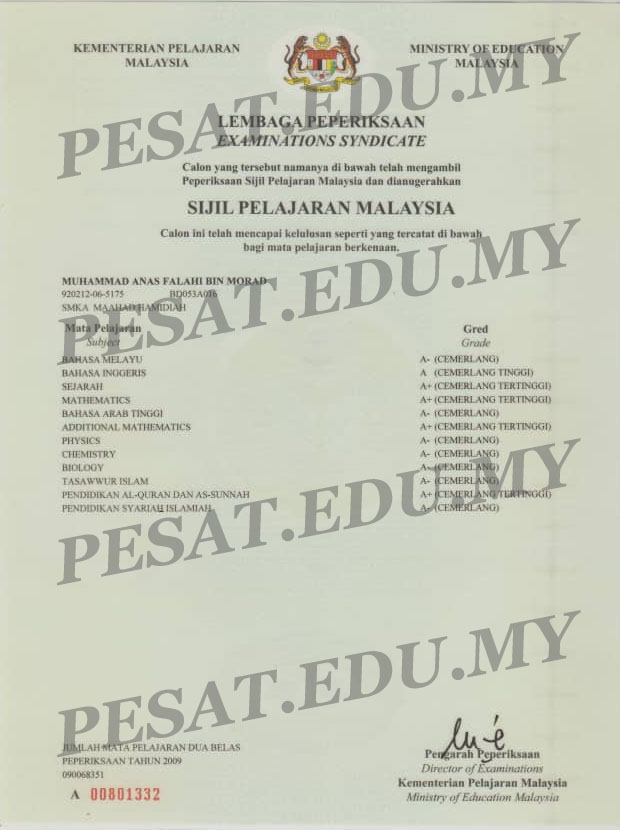 KEMENTERIAN PELAJARAN
MALAYSIA
MINISTRY OF EDUCATION
MALAYSIA
LEMBAGA PEPERIKSAAN
EXAMINATIONS SYNDICATE
Calon yang tersebut namanya di bawah telah mengambil
Peperiksaan Sijil Pelajaran Malaysia dan dianugerahkan
SIJIL PELAJARAN MALAYSIA
Calon ini telah mencapai kelulusan seperti yang tercatat di bawah
bagi mata pelajaran berkenaan.
MUHAMMAD ANAS FALAHI BIN MORAD
920212-06-5175 BD053A016
SMKA MAAHAD HAMIDIAH
Mata Pelajaran Gred
Subject Grade
BAHASA MELAYU A- (CEMERLANG)
BAHASA INGGERIS A (CEMERLANG TINGGI)
SEJARAH A+ (CEMERLANG TERTINGGI)
MATHEMATICS A+ (CEMERLANG TERTINGGI)
BAHASA ARAB TINGGI A- (CEMERLANG)
ADDITIONAL MATHEMATICS A+ (CEMERLANG TERTINGGI)
PHYSICS A- (CEMERLANG)
CHEMISTRY A- (CEMERLANG)
BIOLOGY A- (CEMERLANG)
TASAWWUR ISLAM A- (CEMERLANG)
PENDIDIKAN AL-QURAN DAN AS-SUNNAH A+ (CEMERLANG TERTINGGI)
PENDIDIKAN SYARIAH ISLAMIAH A- (CEMERLANG)
JUMLAH MATA PELAJARAN DUA BELAS
PEPERIKSAAN TAHUN 2009
090068351
A 00801332
Pengarah Peperiksaan
Director of Examinations
Kementerian Pelajaran Malaysia
Ministry of Education Malaysia
PESAT.EDU.MY
PESAT.EDU.MY
PESAT.EDU.MY
PESAT.EDU.MY